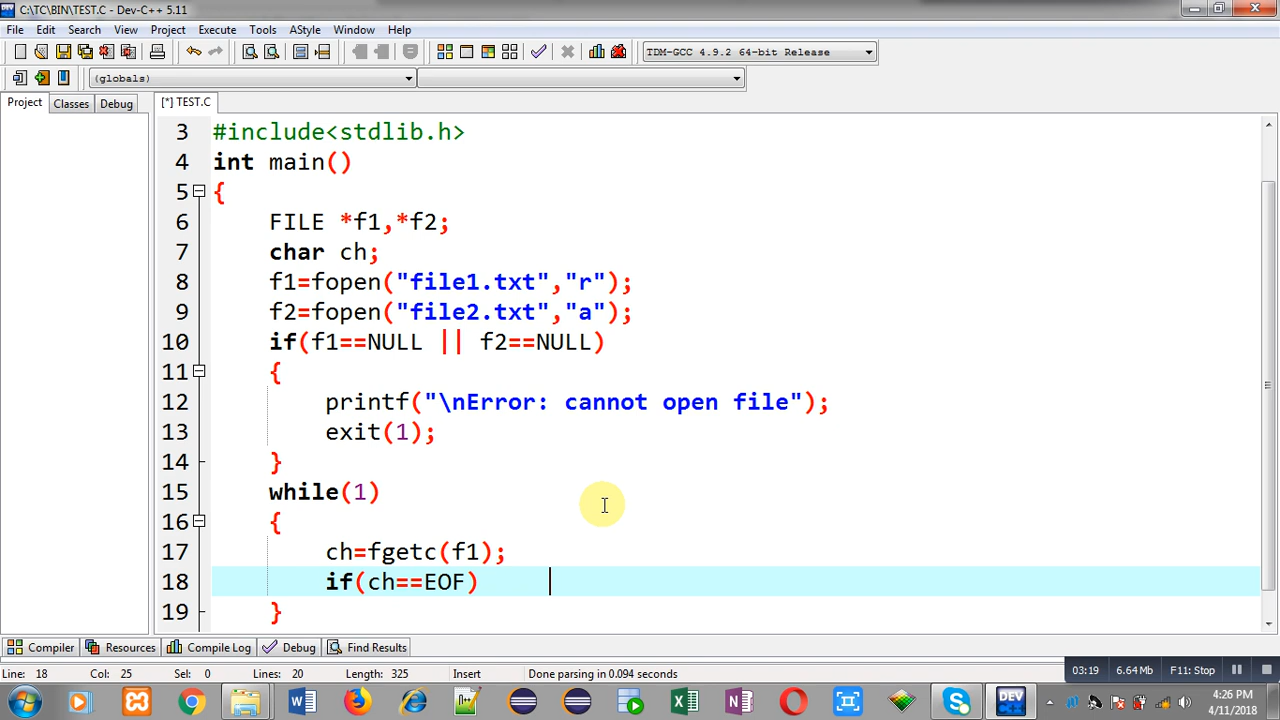 C:\TC\BIN\TEST.C - Dev-C++ 5.11
File Edit Search View Project Execute Tools AStyle Window Help
TDM-GCC 4.9.2 64-bit Release
(globals)
Project Classes Debug [*] TEST.C
3 #include<stdlib.h>
4 int main()
5 {
6 FILE *f1,*f2;
7 char ch;
8 f1=fopen("file1.txt","r");
9 f2=fopen("file2.txt","a");
10 if(f1==NULL || f2==NULL)
11 {
12 printf("\nError: cannot open file");
13 exit(1);
14 }
15 while(1)
16 {
17 ch=fgetc(f1);
18 if(ch==EOF)
19 }
Compiler Resources Compile Log Debug Find Results
Line: 18 Col: 25 Sel: 0 Lines: 20 Length: 325 Insert Done parsing in 0.094 seconds
03:19 6.64 Mb F11: Stop
DEV
4:26 PM
4/11/2018